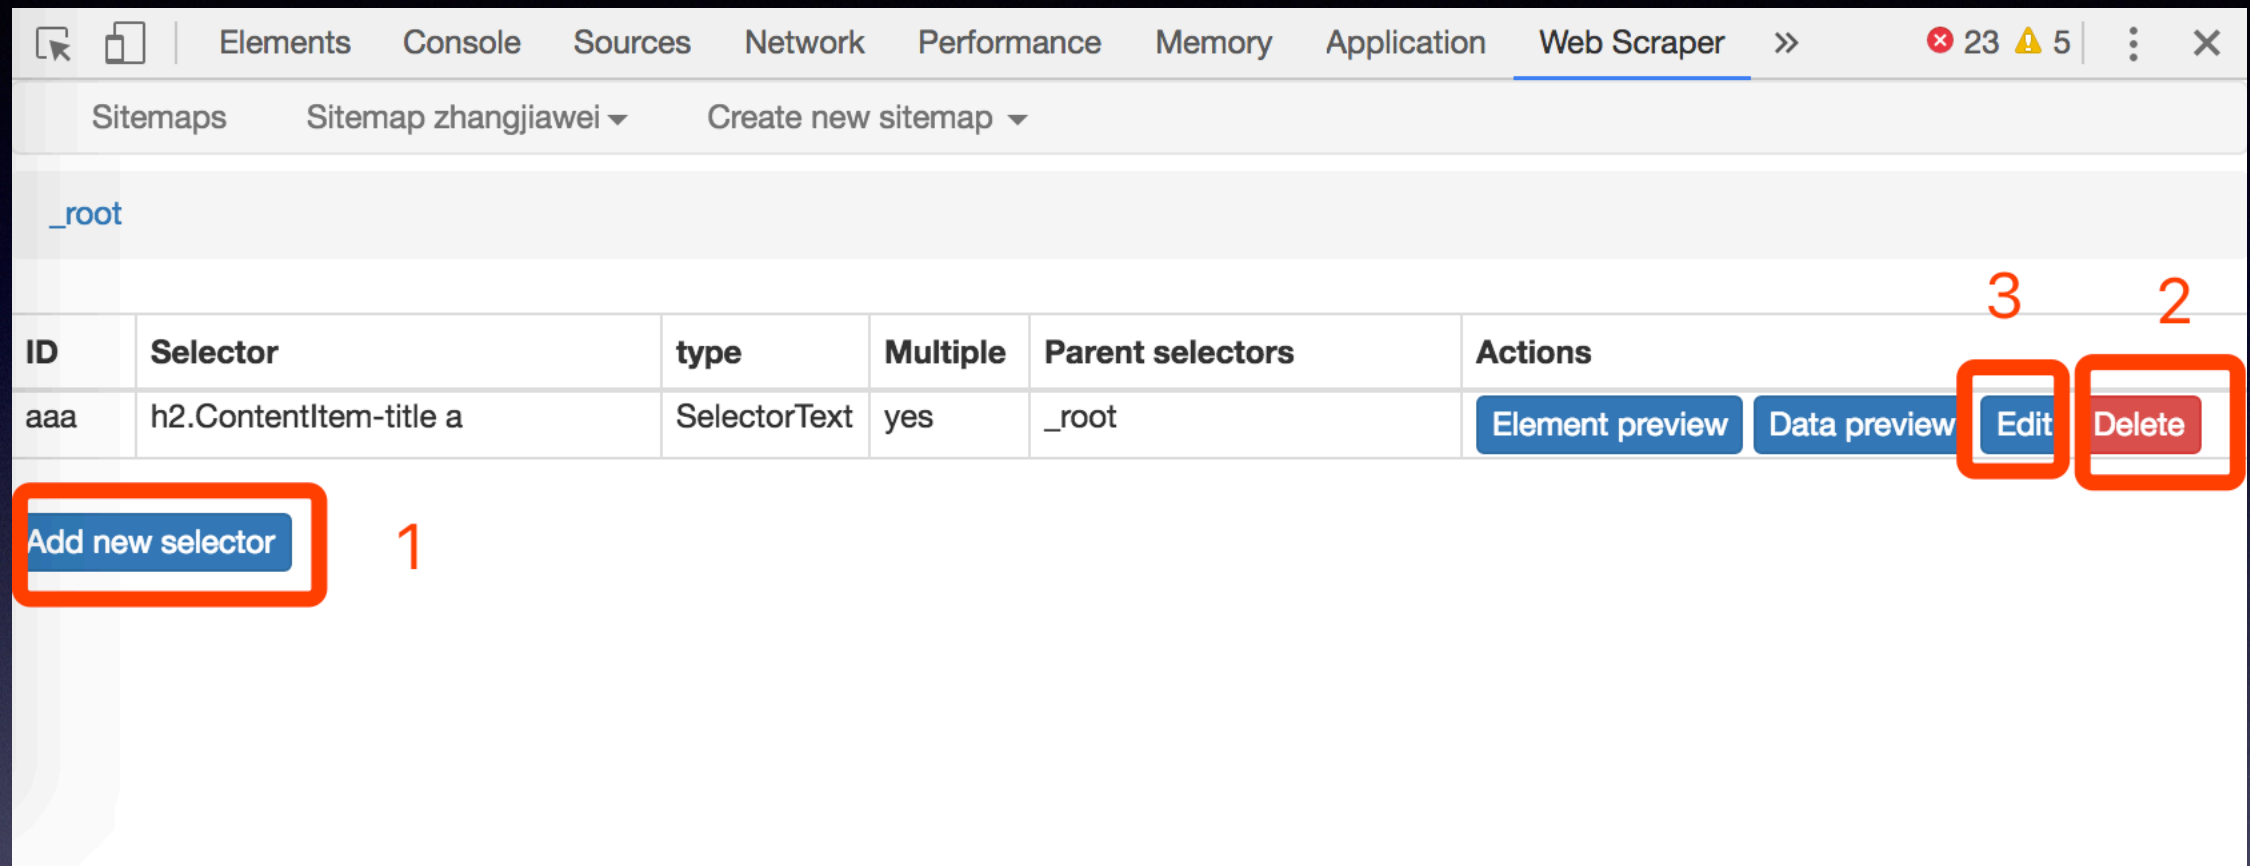 Elements Console Sources Network Performance Memory Application Web Scraper » 23 5
Sitemaps Sitemap zhangjiawei Create new sitemap
_root
3 2
ID Selector type Multiple Parent selectors Actions
aaa h2.ContentItem-title a SelectorText yes _root Element preview Data preview Edit Delete
Add new selector 1